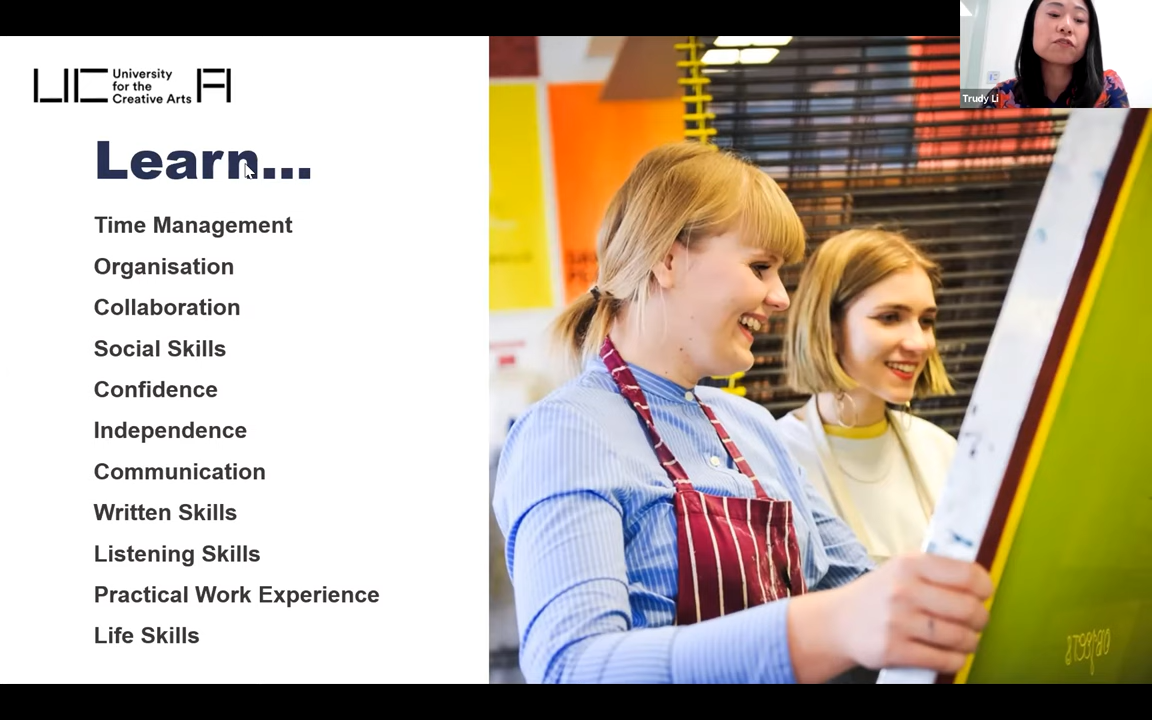 University
for the
Creative Arts
Learn...
Time Management
Organisation
Collaboration
Social Skills
Confidence
Independence
Communication
Written Skills
Listening Skills
Practical Work Experience
Life Skills
Trudy Li